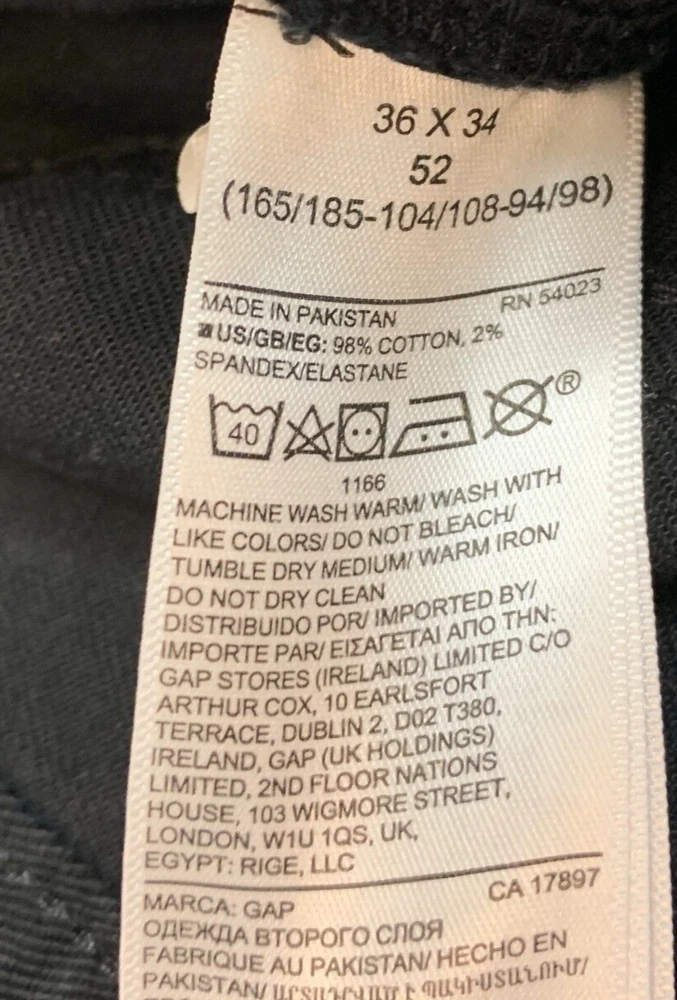 36 X 34
52
(165/185-104/108-94/98)
RN 54023
MADE IN PAKISTAN
US/GB/EG: 98% COTTON, 2%
SPANDEX/ELASTANE
40
®
1166
MACHINE WASH WARM/ WASH WITH
LIKE COLORS/ DO NOT BLEACH/
TUMBLE DRY MEDIUM/ WARM IRON/
DO NOT DRY CLEAN
DISTRIBUIDO POR/ IMPORTED BY/
IMPORTE PAR/ ΕΙΣΑΓΕΤΑΙ ΑΠΟ ΤΗΝ:
GAP STORES (IRELAND) LIMITED C/O
ARTHUR COX, 10 EARLSFORT
TERRACE, DUBLIN 2, D02 T380,
IRELAND, GAP (UK HOLDINGS)
LIMITED, 2ND FLOOR NATIONS
HOUSE, 103 WIGMORE STREET,
LONDON, W1U 1QS, UK,
EGYPT: RIGE, LLC
CA 17897
MARCA: GAP
ОДЕЖДА ВТОРОГО СЛОЯ
FABRIQUE AU PAKISTAN/ HECHO EN
PAKISTAN/ ԱՐՏԱԴՐՎԱԾ Է ՊԱԿԻՍՏԱՆՈՒՄ/